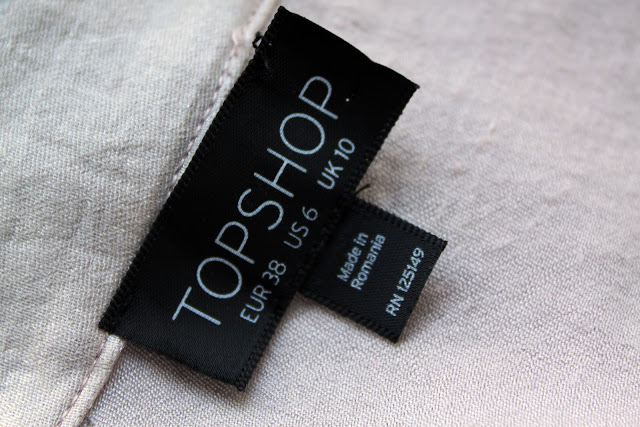 TOPSHOP
EUR 38 US 6 UK 10
Made in
Romania
RN 125149